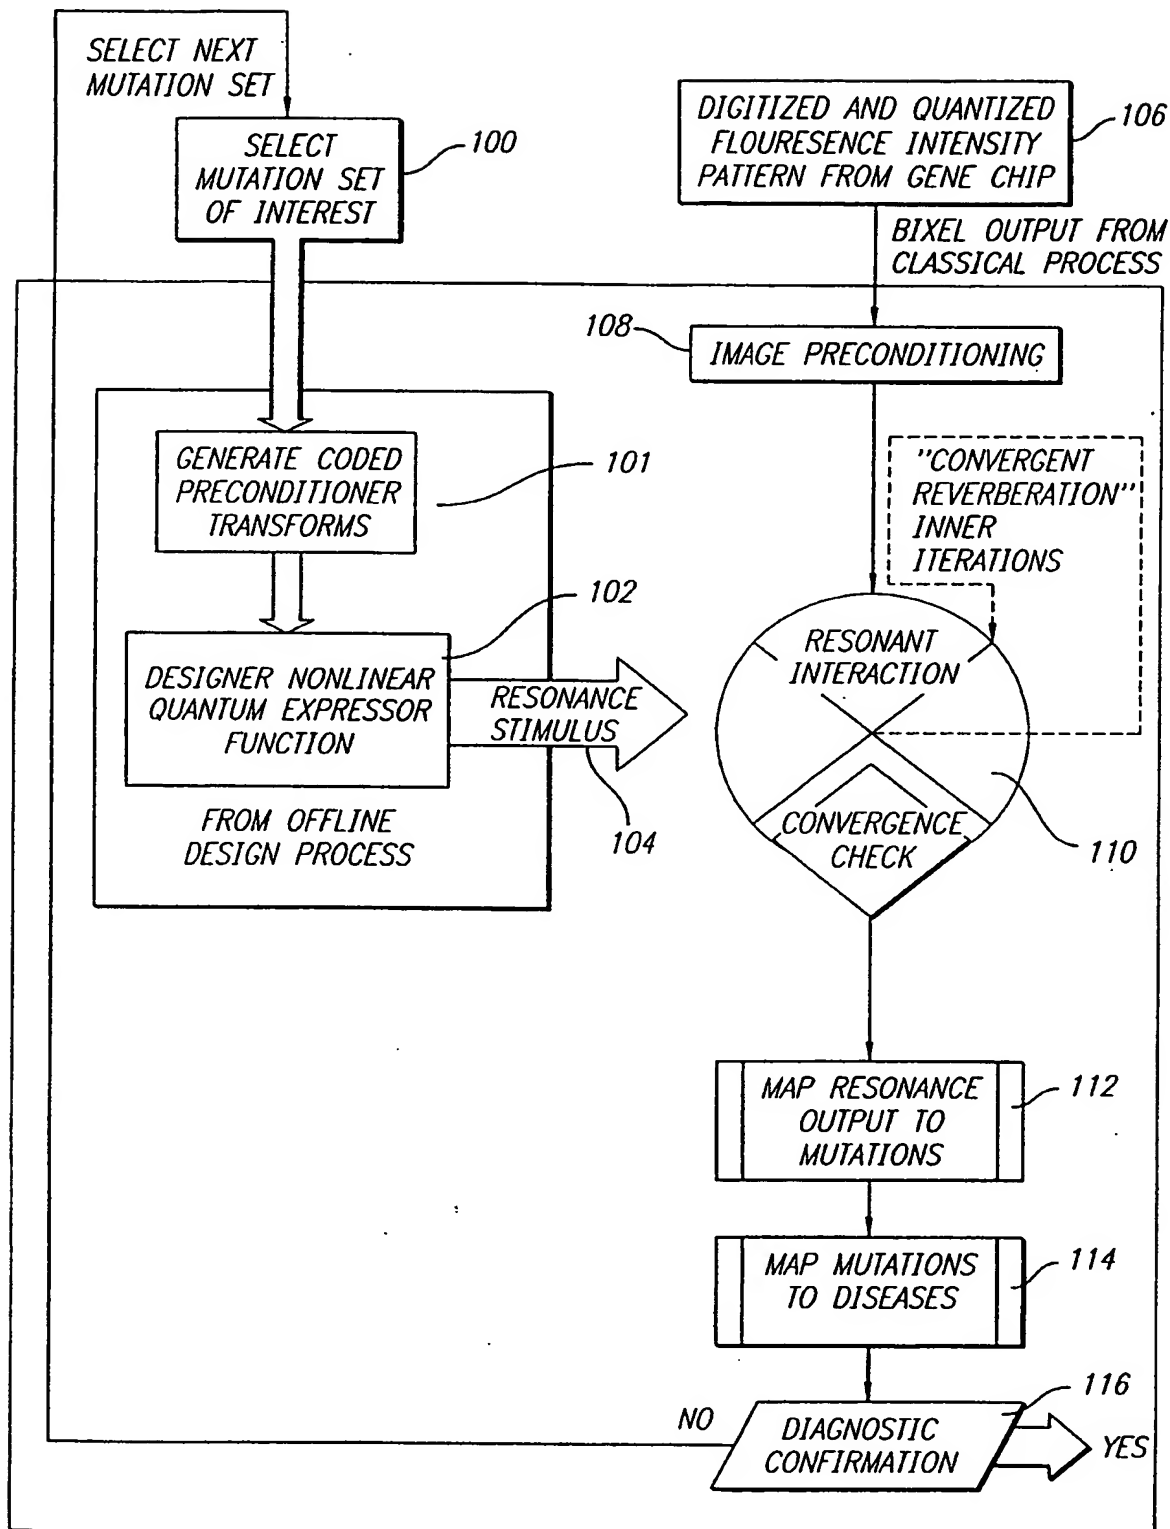 SELECT NEXT
MUTATION SET
SELECT
MUTATION SET
OF INTEREST
100
DIGITIZED AND QUANTIZED
FLOURESENCE INTENSITY
PATTERN FROM GENE CHIP
106
BIXEL OUTPUT FROM
CLASSICAL PROCESS
108
IMAGE PRECONDITIONING
GENERATE CODED
PRECONDITIONER
TRANSFORMS
101
"CONVERGENT
REVERBERATION"
INNER
ITERATIONS
102
DESIGNER NONLINEAR
QUANTUM EXPRESSOR
FUNCTION
RESONANCE
STIMULUS
104
FROM OFFLINE
DESIGN PROCESS
RESONANT
INTERACTION
CONVERGENCE
CHECK
110
MAP RESONANCE
OUTPUT TO
MUTATIONS
112
MAP MUTATIONS
TO DISEASES
114
NO
DIAGNOSTIC
CONFIRMATION
116
YES